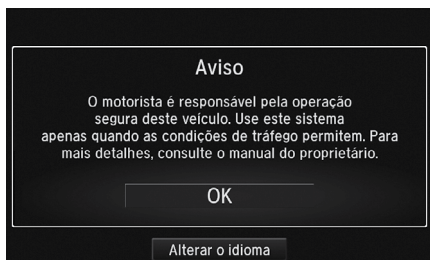 Aviso
O motorista é responsável pela operação
segura deste veículo. Use este sistema
apenas quando as condições de tráfego permitem. Para
mais detalhes, consulte o manual do proprietário.
OK
Alterar o idioma